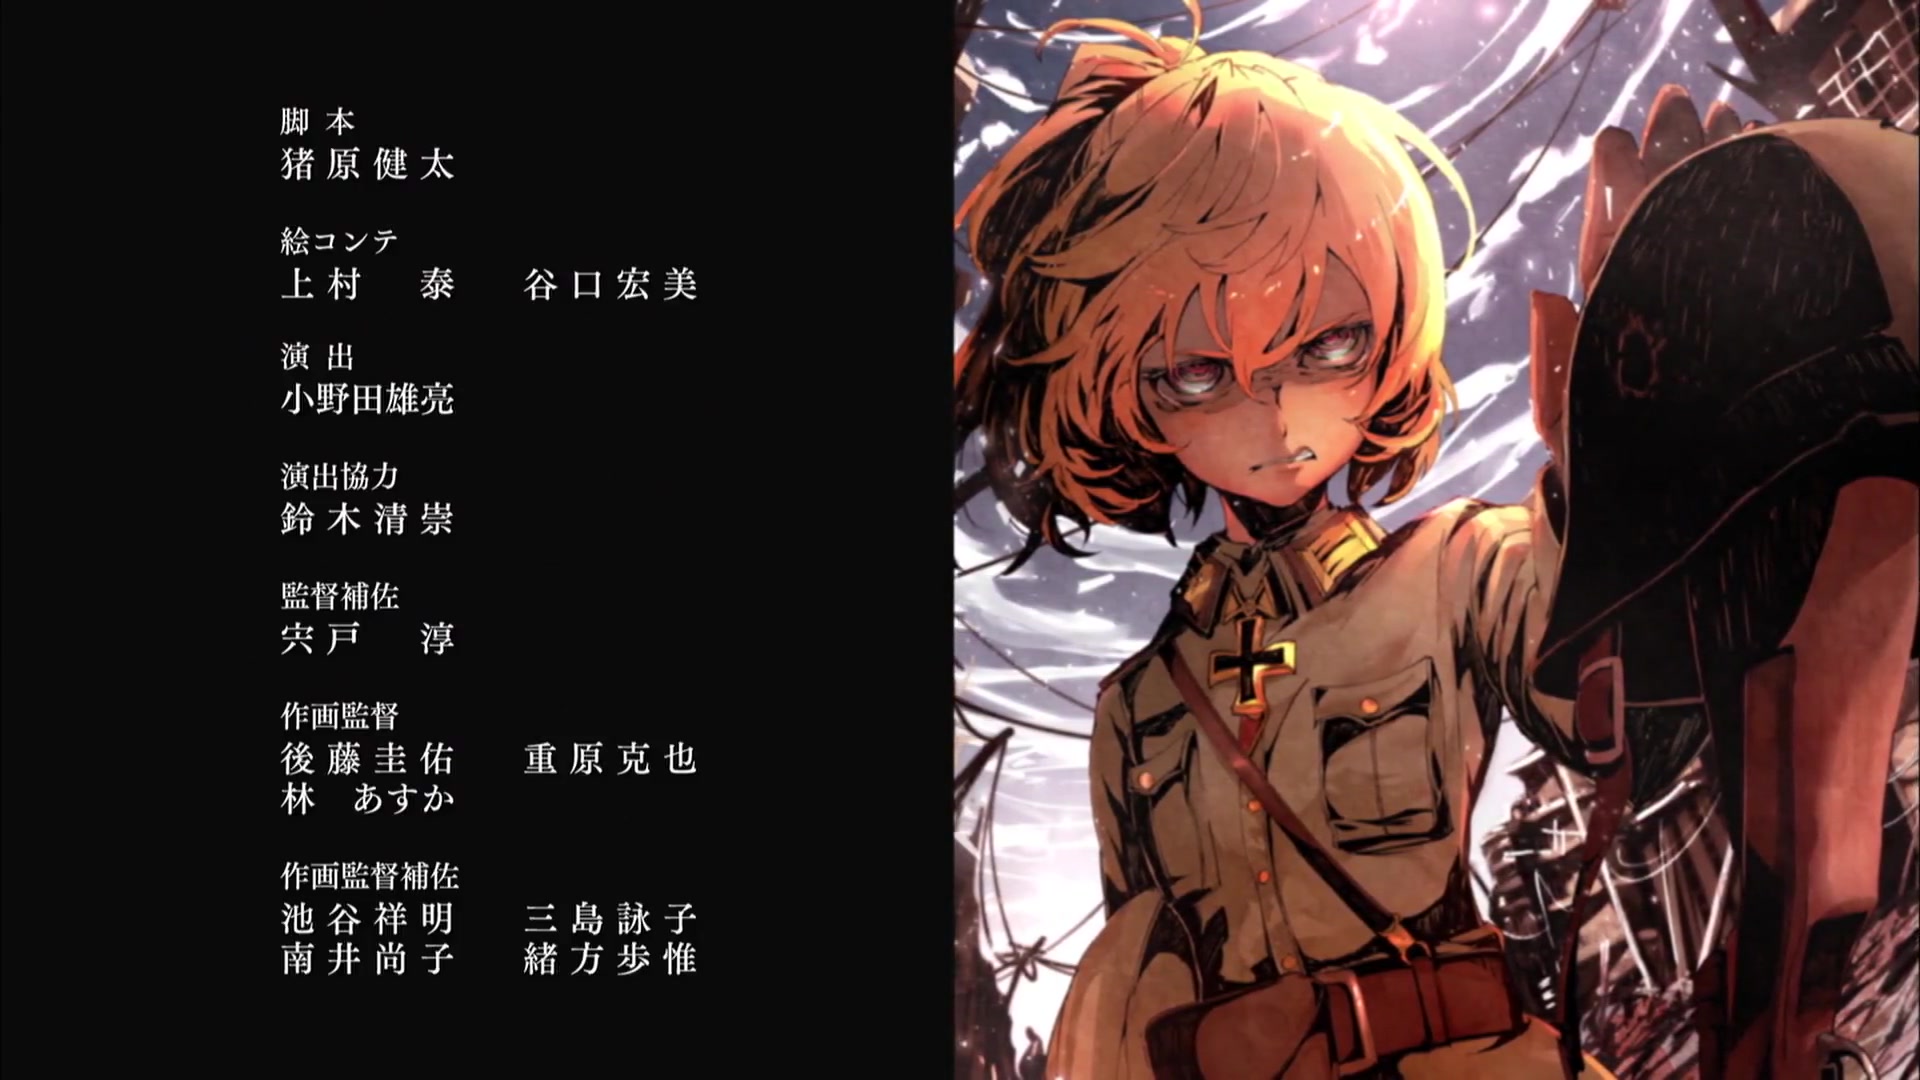 脚本
猪原健太
絵コンテ
上村 泰 谷口宏美
演出
小野田雄亮
演出協力
鈴木清崇
監督補佐
宍戸 淳
作画監督
後藤圭佑 重原克也
林 あすか
作画監督補佐
池谷祥明 三島詠子
南井尚子 緒方歩惟